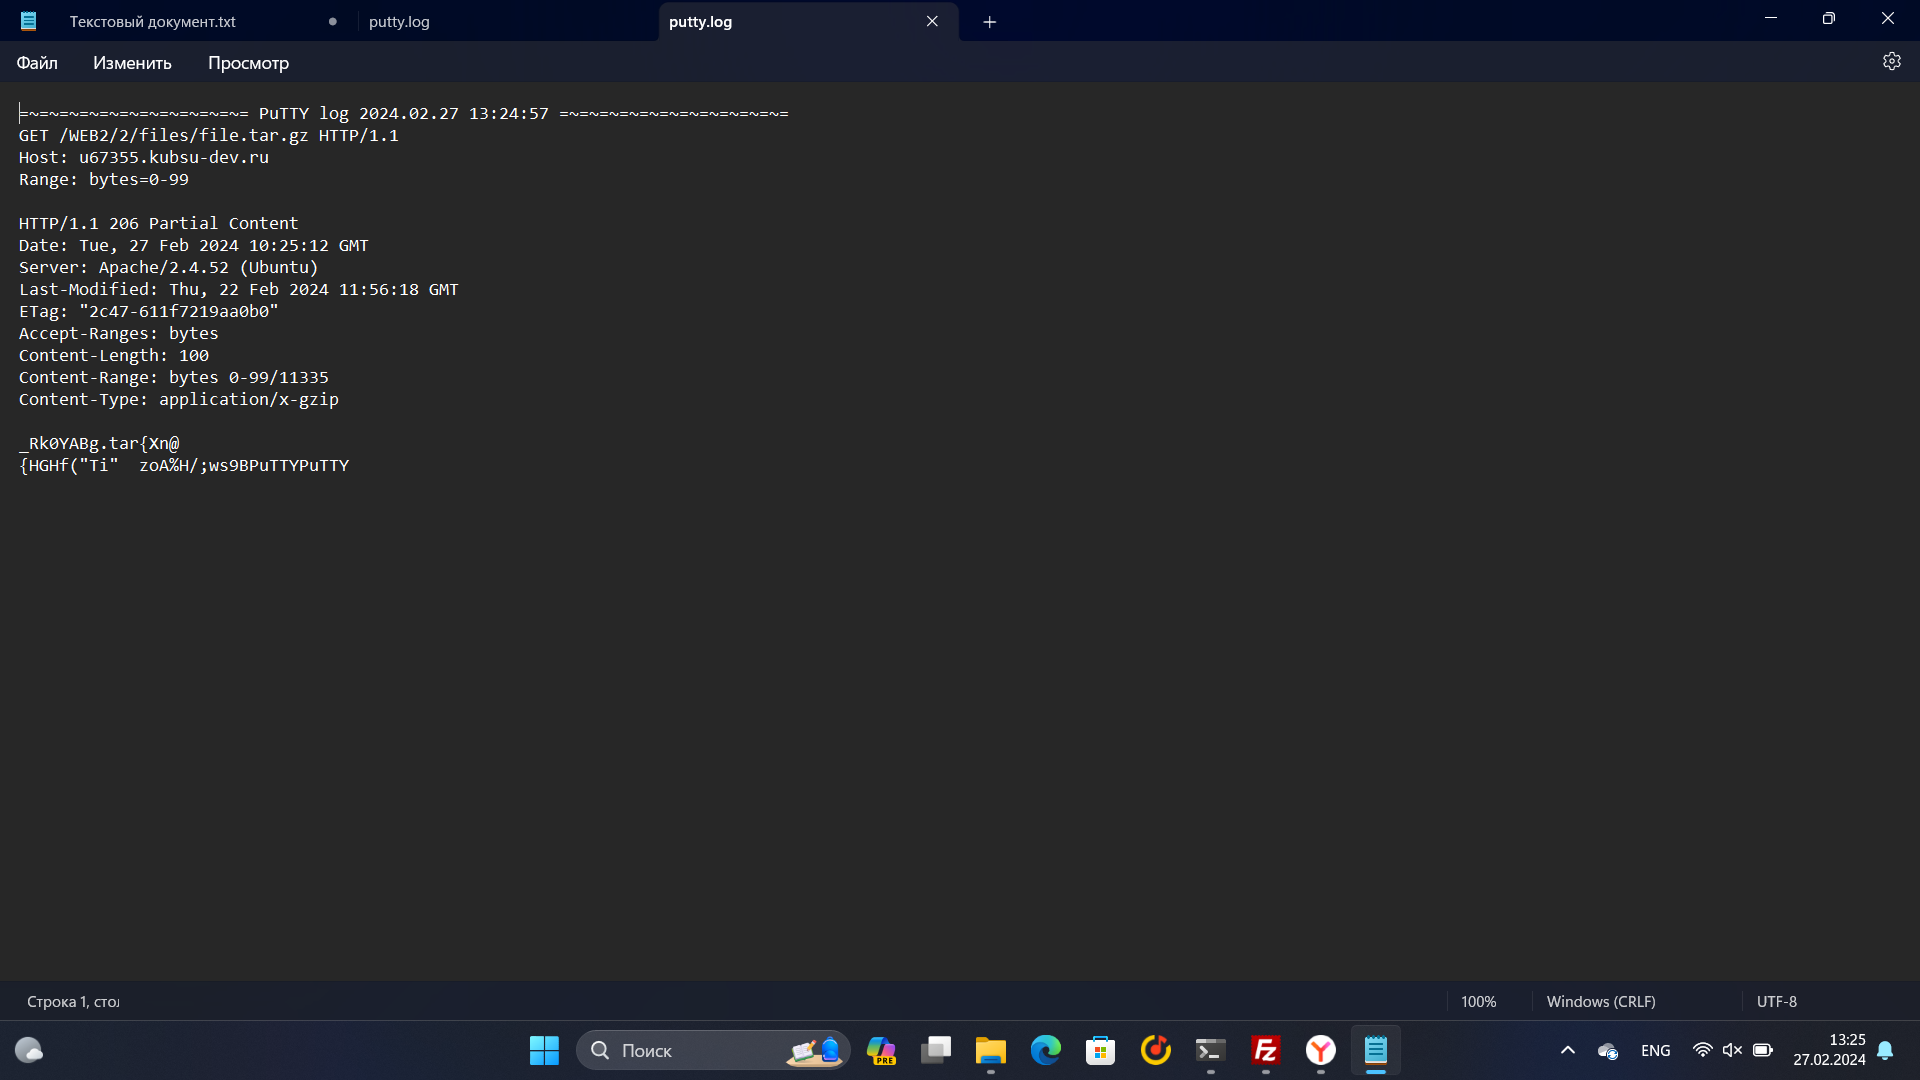 Текстовый документ.txt
putty.log
putty.log
Файл
Изменить
Просмотр
=~=~=~=~=~=~=~=~=~=~=~= PuTTY log 2024.02.27 13:24:57 =~=~=~=~=~=~=~=~=~=~=~=
GET /WEB2/2/files/file.tar.gz HTTP/1.1
Host: u67355.kubsu-dev.ru
Range: bytes=0-99
HTTP/1.1 206 Partial Content
Date: Tue, 27 Feb 2024 10:25:12 GMT
Server: Apache/2.4.52 (Ubuntu)
Last-Modified: Thu, 22 Feb 2024 11:56:18 GMT
ETag: "2c47-611f7219aa0b0"
Accept-Ranges: bytes
Content-Length: 100
Content-Range: bytes 0-99/11335
Content-Type: application/x-gzip
_Rk0YABg.tar{Xn@
{HGHf("Ti"  zoA%H/;ws9BPuTTYPuTTY
Строка 1, стол
100%
Windows (CRLF)
UTF-8
Поиск
PRE
ENG
13:25
27.02.2024